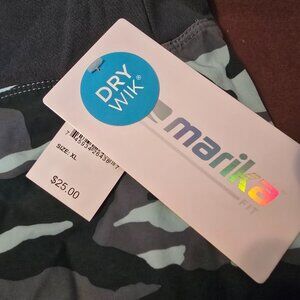 DRY
WIK®
marika
FIT
SIZE: XL
$25.00